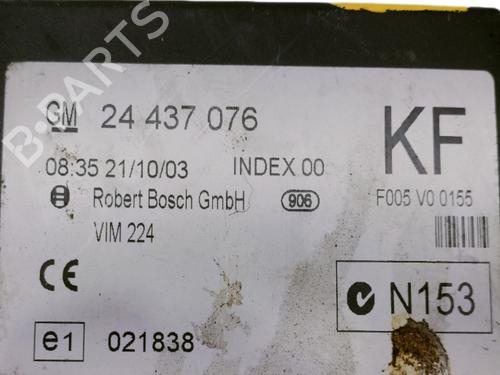 GM 24 437 076 KF
08:35 21/10/03 INDEX 00
Robert Bosch GmbH 906 F005 V0 0155
VIM 224
CE N153
e1 021838
B-PARTS